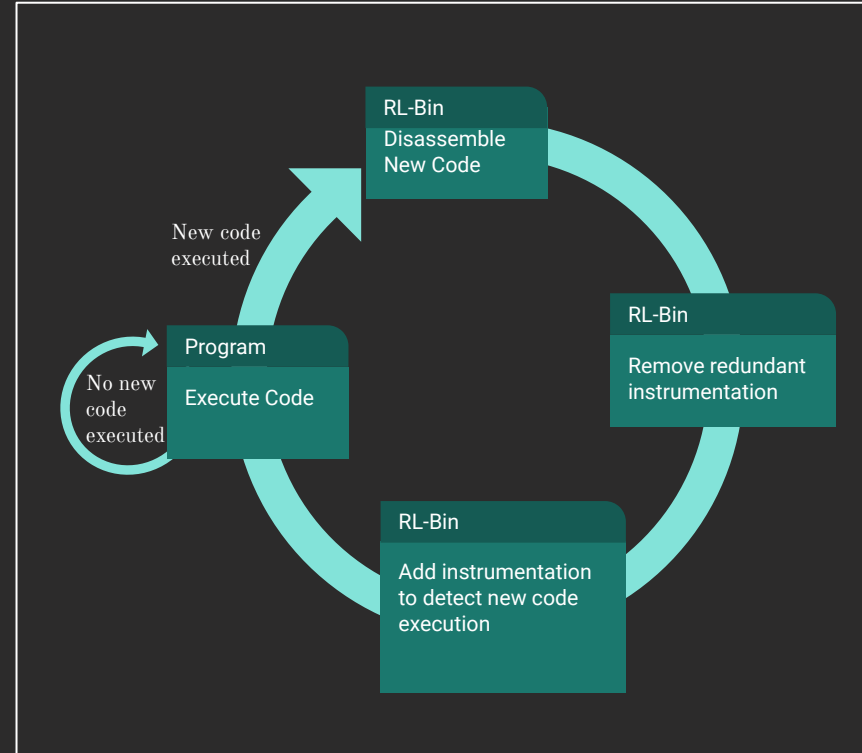 RL-Bin
Disassemble
New Code
New code
executed
RL-Bin
Remove redundant
instrumentation
Program
Execute Code
No new
code
executed
RL-Bin
Add instrumentation
to detect new code
execution